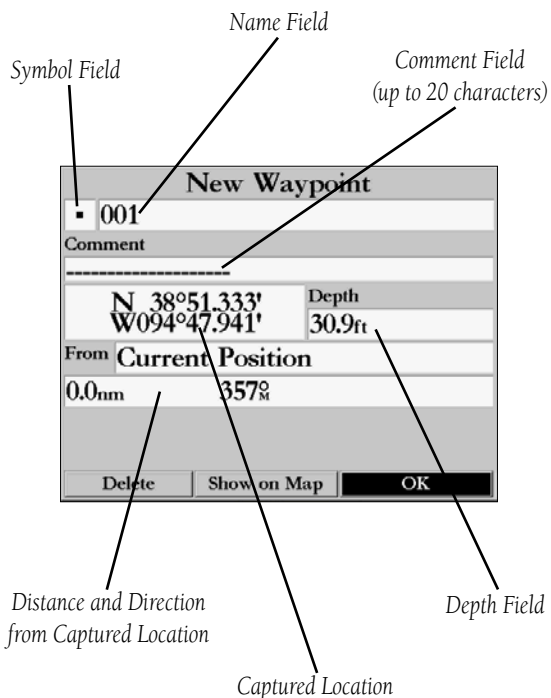 Name Field
Symbol Field
Comment Field
(up to 20 characters)
New Waypoint
001
Comment
--------------------
N 38°51.333'
W094°47.941'
Depth
30.9ft
From Current Position
0.0nm 357°M
Delete Show on Map OK
Distance and Direction
from Captured Location
Depth Field
Captured Location